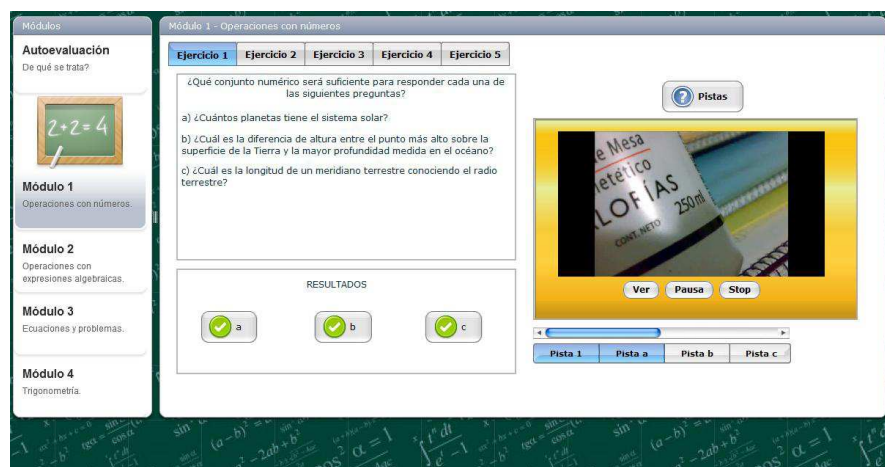 Módulos
Autoevaluación
De qué se trata?
2+2=4
Módulo 1
Operaciones con números.
Módulo 2
Operaciones con
expresiones algebraicas.
Módulo 3
Ecuaciones y problemas.
Módulo 4
Trigonometría.
Módulo 1 - Operaciones con números
Ejercicio 1
Ejercicio 2
Ejercicio 3
Ejercicio 4
Ejercicio 5
¿Qué conjunto numérico será suficiente para responder cada una de
las siguientes preguntas?
a) ¿Cuántos planetas tiene el sistema solar?
b) ¿Cuál es la diferencia de altura entre el punto más alto sobre la
superficie de la Tierra y la mayor profundidad medida en el océano?
c) ¿Cuál es la longitud de un meridiano terrestre conociendo el radio
terrestre?
RESULTADOS
a
b
c
Pistas
e Mesa
etético
ALORÍAS
CONT. NETO 250ml
Ver
Pausa
Stop
Pista 1
Pista a
Pista b
Pista c